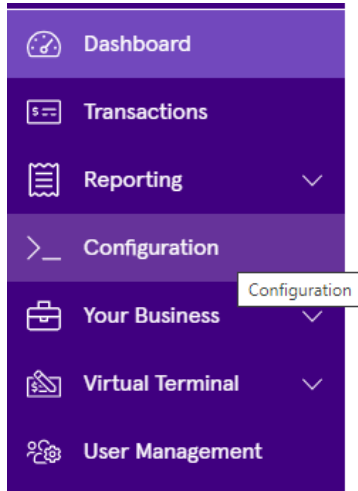 Dashboard
Transactions
Reporting
Configuration
Configuration
Your Business
Virtual Terminal
User Management